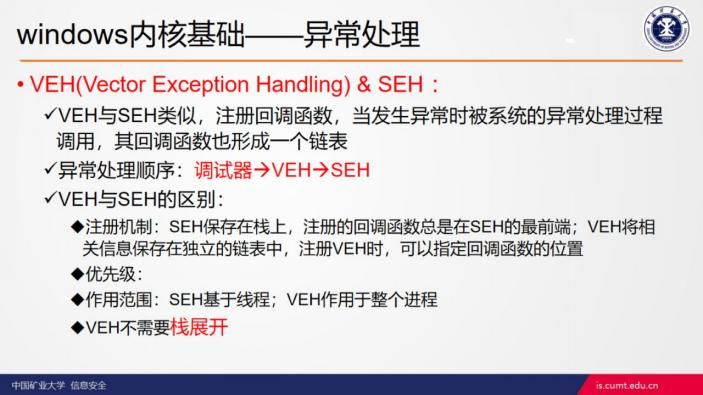 windows内核基础——异常处理
• VEH(Vector Exception Handling) & SEH：
✓VEH与SEH类似，注册回调函数，当发生异常时被系统的异常处理过程
调用，其回调函数也形成一个链表
✓异常处理顺序：调试器→VEH→SEH
✓VEH与SEH的区别：
◆注册机制：SEH保存在栈上，注册的回调函数总是在SEH的最前端；VEH将相
关信息保存在独立的链表中，注册VEH时，可以指定回调函数的位置
◆优先级：
◆作用范围：SEH基于线程；VEH作用于整个进程
◆VEH不需要栈展开
中国矿业大学 信息安全
is.cumt.edu.cn